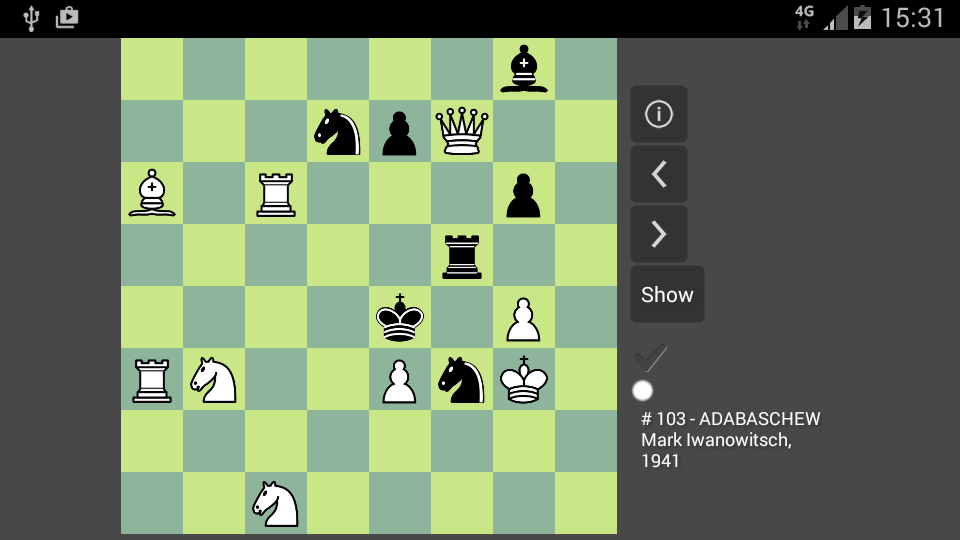 4G 15:31
Show
# 103 - ADABASCHEW
Mark Iwanowitsch,
1941